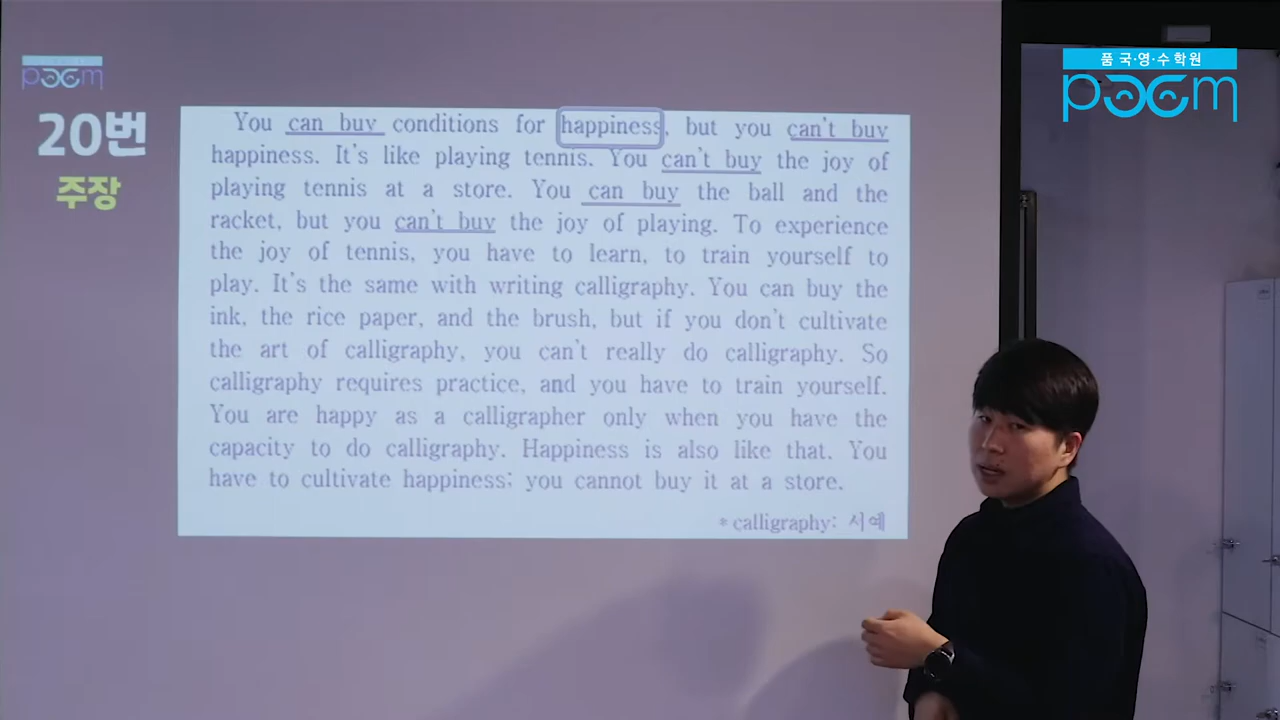 poem
20번
주장
You can buy conditions for happiness, but you can't buy
happiness. It's like playing tennis. You can't buy the joy of
playing tennis at a store. You can buy the ball and the
racket, but you can't buy the joy of playing. To experience
the joy of tennis, you have to learn, to train yourself to
play. It's the same with writing calligraphy. You can buy the
ink, the rice paper, and the brush, but if you don't cultivate
the art of calligraphy, you can't really do calligraphy. So
calligraphy requires practice, and you have to train yourself.
You are happy as a calligrapher only when you have the
capacity to do calligraphy. Happiness is also like that. You
have to cultivate happiness; you cannot buy it at a store.
* calligraphy: 서예
품 국·영·수 학원
poem